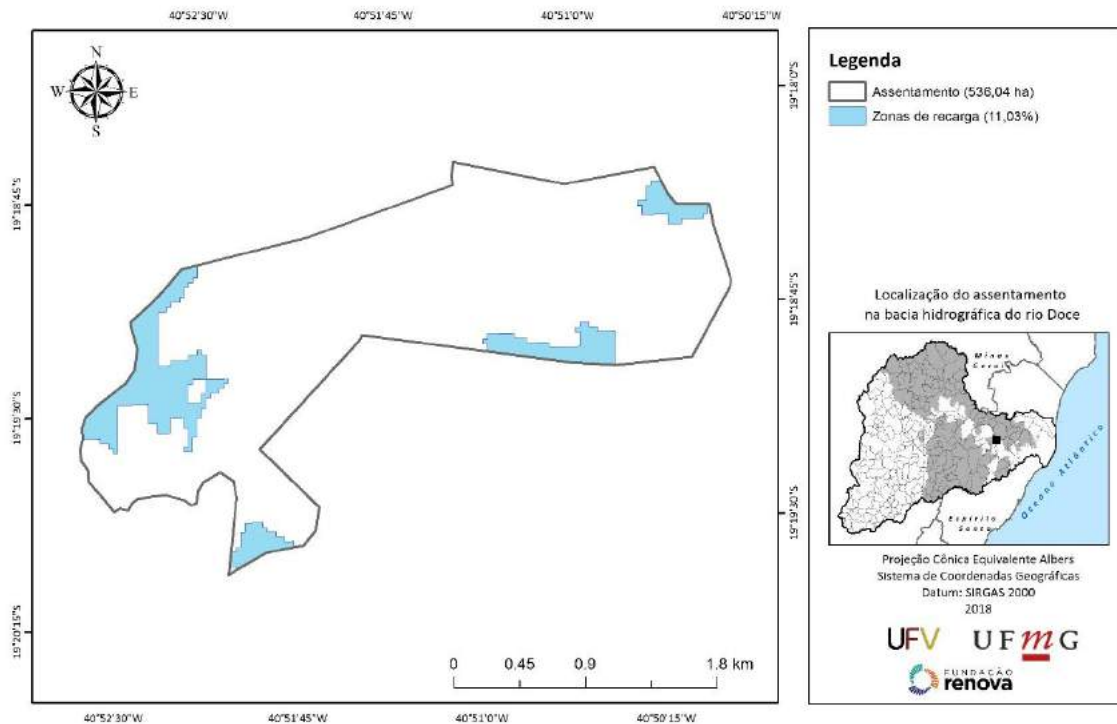 40°52'30"W
40°51'45"W
40°51'0"W
40°50'15"W
N
W
E
S
19°18'45"S
19°19'30"S
19°20'15"S
19°18'0"S
19°18'45"S
19°19'30"S
0
0.45
0.9
1.8 km
40°52'30"W
40°51'45"W
40°51'0"W
40°50'15"W
Legenda
Assentamento (536,04 ha)
Zonas de recarga (11,03%)
Localização do assentamento
na bacia hidrográfica do rio Doce
Minas
Gerai
Oceano Atlântico
Espírito
Santo
Projeção Cônica Equivalente Albers
Sistema de Coordenadas Geográficas
Datum: SIRGAS 2000
2018
UFV
UFmG
FUNDAÇÃO
renova